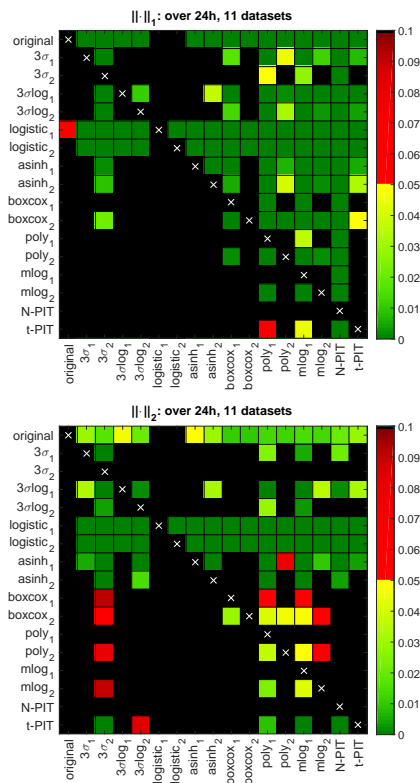 ||·||₁: over 24h, 11 datasets
original
3σ₁
3σ₂
3σlog₁
3σlog₂
logistic₁
logistic₂
asinh₁
asinh₂
boxcox₁
boxcox₂
poly₁
poly₂
mlog₁
mlog₂
N-PIT
t-PIT
original 3σ₁ 3σ₂ 3σlog₁ 3σlog₂ logistic₁ logistic₂ asinh₁ asinh₂ boxcox₁ boxcox₂ poly₁ poly₂ mlog₁ mlog₂ N-PIT t-PIT
0.1
0.09
0.08
0.07
0.06
0.05
0.04
0.03
0.02
0.01
0
||·||₂: over 24h, 11 datasets
original
3σ₁
3σ₂
3σlog₁
3σlog₂
logistic₁
logistic₂
asinh₁
asinh₂
boxcox₁
boxcox₂
poly₁
poly₂
mlog₁
mlog₂
N-PIT
t-PIT
original 3σ₁ 3σ₂ 3σlog₁ 3σlog₂ logistic₁ logistic₂ asinh₁ asinh₂ boxcox₁ boxcox₂ poly₁ poly₂ mlog₁ mlog₂ N-PIT t-PIT
0.1
0.09
0.08
0.07
0.06
0.05
0.04
0.03
0.02
0.01
0